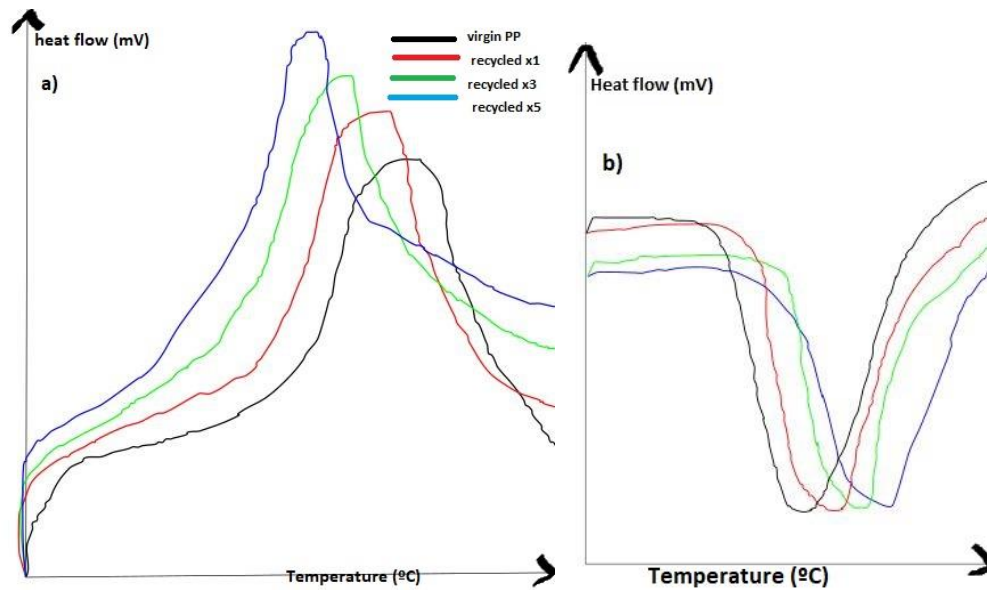 heat flow (mV)
a)
virgin PP
recycled x1
recycled x3
recycled x5
Temperature (ºC)
Heat flow (mV)
b)
Temperature (ºC)